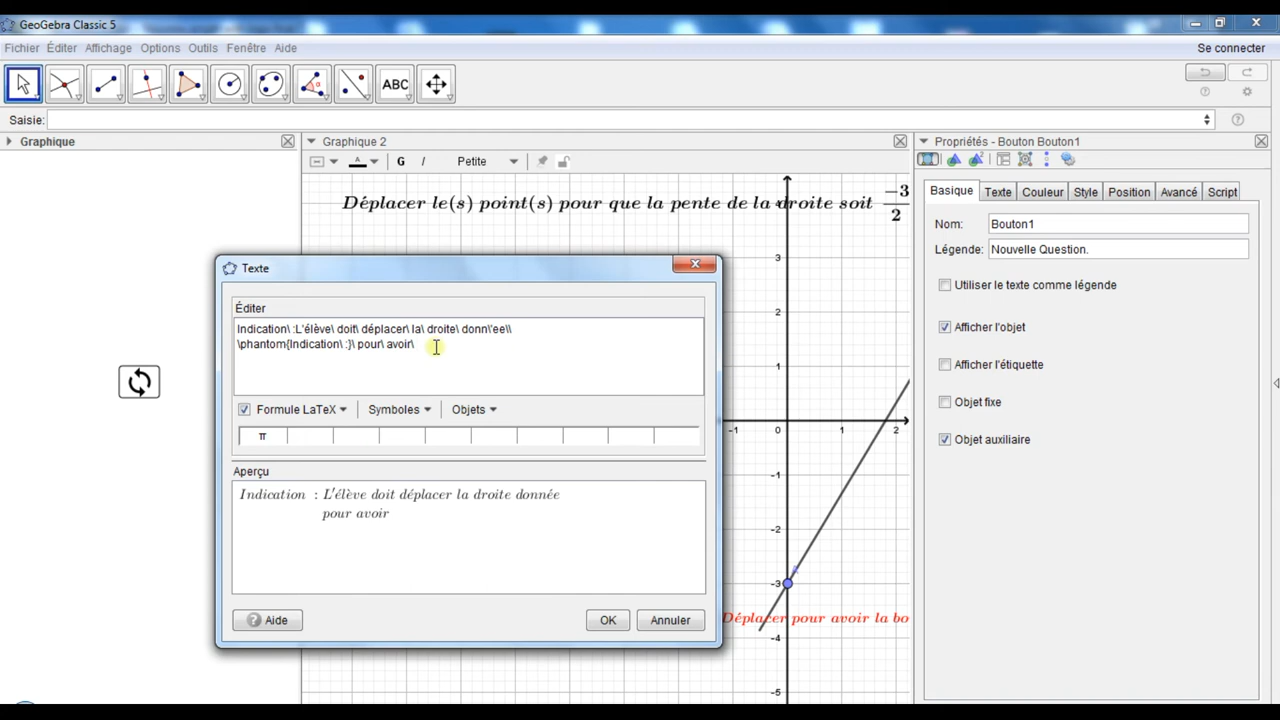 GeoGebra Classic 5
Fichier Éditer Affichage Options Outils Fenêtre Aide
Se connecter
ABC
Saisie:
Graphique
Graphique 2
Propriétés - Bouton Bouton1
A G I Petite
Basique Texte Couleur Style Position Avancé Script
Déplacer le(s) point(s) pour que la pente de la droite soit -3/2
Nom: Bouton1
Légende: Nouvelle Question.
Utiliser le texte comme légende
Afficher l'objet
Afficher l'étiquette
Objet fixe
Objet auxiliaire
Texte
Éditer
Indication\ :L'élève\ doit\ déplacer\ la\ droite\ donn\'ee\\
\phantom{Indication\ :}\ pour\ avoir\
Formule LaTeX Symboles Objets
π
Aperçu
Indication : L'élève doit déplacer la droite donnée
pour avoir
Aide OK Annuler
3
2
1
-1 0 1 2
-1
-2
-3
Déplacer pour avoir la bo
-4
-5